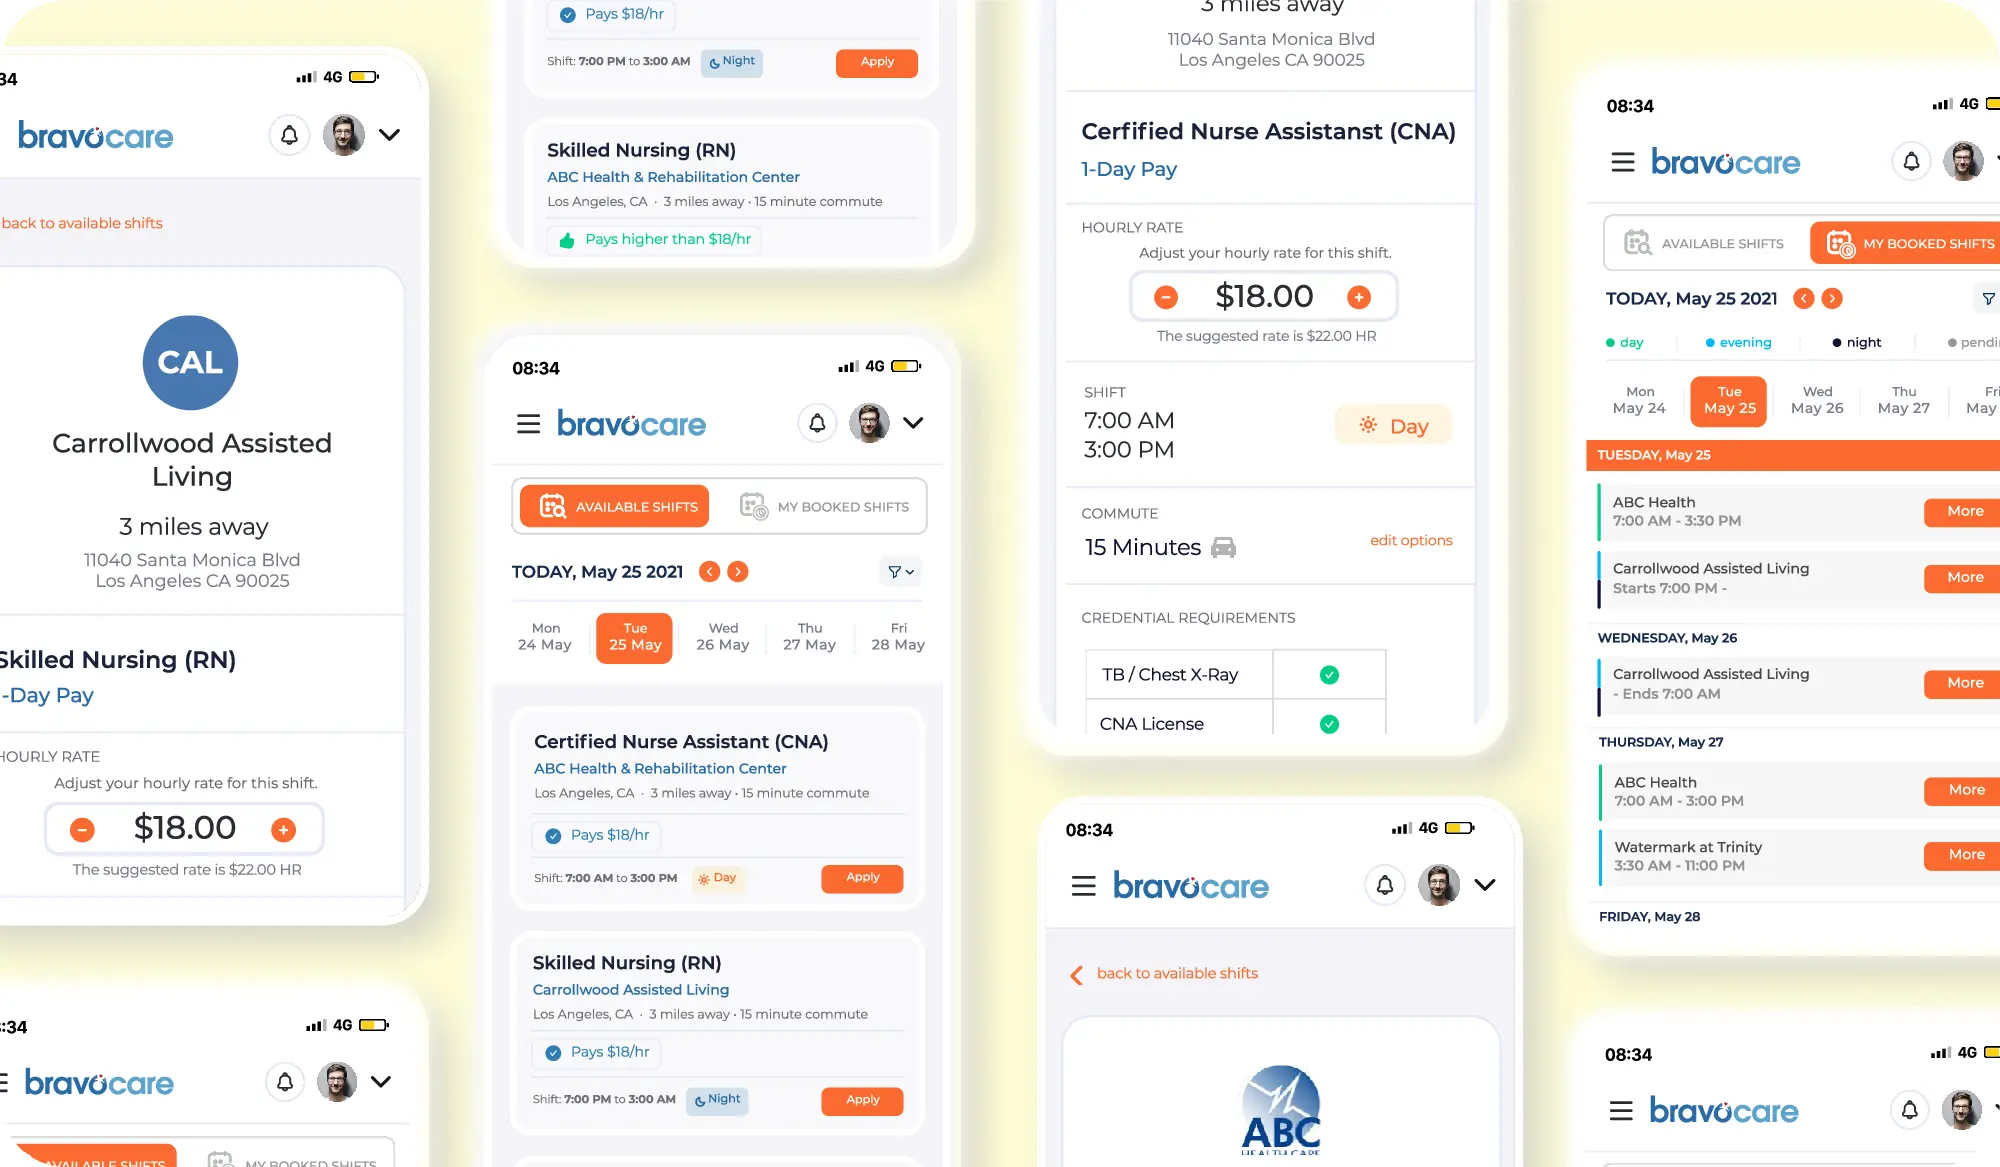 :34
4G
bravocare
back to available shifts
CAL
Carrollwood Assisted
Living
3 miles away
11040 Santa Monica Blvd
Los Angeles CA 90025
Skilled Nursing (RN)
-Day Pay
HOURLY RATE
Adjust your hourly rate for this shift.
$18.00
The suggested rate is $22.00 HR
:34
4G
bravocare
AVAILABLE SHIFTS
MY BOOKED SHIFTS
Pays $18/hr
Shift: 7:00 PM to 3:00 AM
Night
Apply
Skilled Nursing (RN)
ABC Health & Rehabilitation Center
Los Angeles, CA · 3 miles away · 15 minute commute
Pays higher than $18/hr
08:34
4G
bravocare
AVAILABLE SHIFTS
MY BOOKED SHIFTS
TODAY, May 25 2021
Mon
24 May
Tue
25 May
Wed
26 May
Thu
27 May
Fri
28 May
Certified Nurse Assistant (CNA)
ABC Health & Rehabilitation Center
Los Angeles, CA · 3 miles away · 15 minute commute
Pays $18/hr
Shift: 7:00 AM to 3:00 PM
Day
Apply
Skilled Nursing (RN)
Carrollwood Assisted Living
Los Angeles, CA · 3 miles away · 15 minute commute
Pays $18/hr
Shift: 7:00 PM to 3:00 AM
Night
Apply
3 miles away
11040 Santa Monica Blvd
Los Angeles CA 90025
Cerfified Nurse Assistanst (CNA)
1-Day Pay
HOURLY RATE
Adjust your hourly rate for this shift.
$18.00
The suggested rate is $22.00 HR
SHIFT
7:00 AM
3:00 PM
Day
COMMUTE
15 Minutes
edit options
CREDENTIAL REQUIREMENTS
TB / Chest X-Ray
CNA License
08:34
4G
bravocare
back to available shifts
ABC
HEALTH CARE
08:34
4G
bravocare
AVAILABLE SHIFTS
MY BOOKED SHIFTS
TODAY, May 25 2021
day
evening
night
pendi
Mon
May 24
Tue
May 25
Wed
May 26
Thu
May 27
Fri
May
TUESDAY, May 25
ABC Health
7:00 AM - 3:30 PM
More
Carrollwood Assisted Living
Starts 7:00 PM -
More
WEDNESDAY, May 26
Carrollwood Assisted Living
- Ends 7:00 AM
More
THURSDAY, May 27
ABC Health
7:00 AM - 3:00 PM
More
Watermark at Trinity
3:30 AM - 11:00 PM
More
FRIDAY, May 28
08:34
4G
bravocare